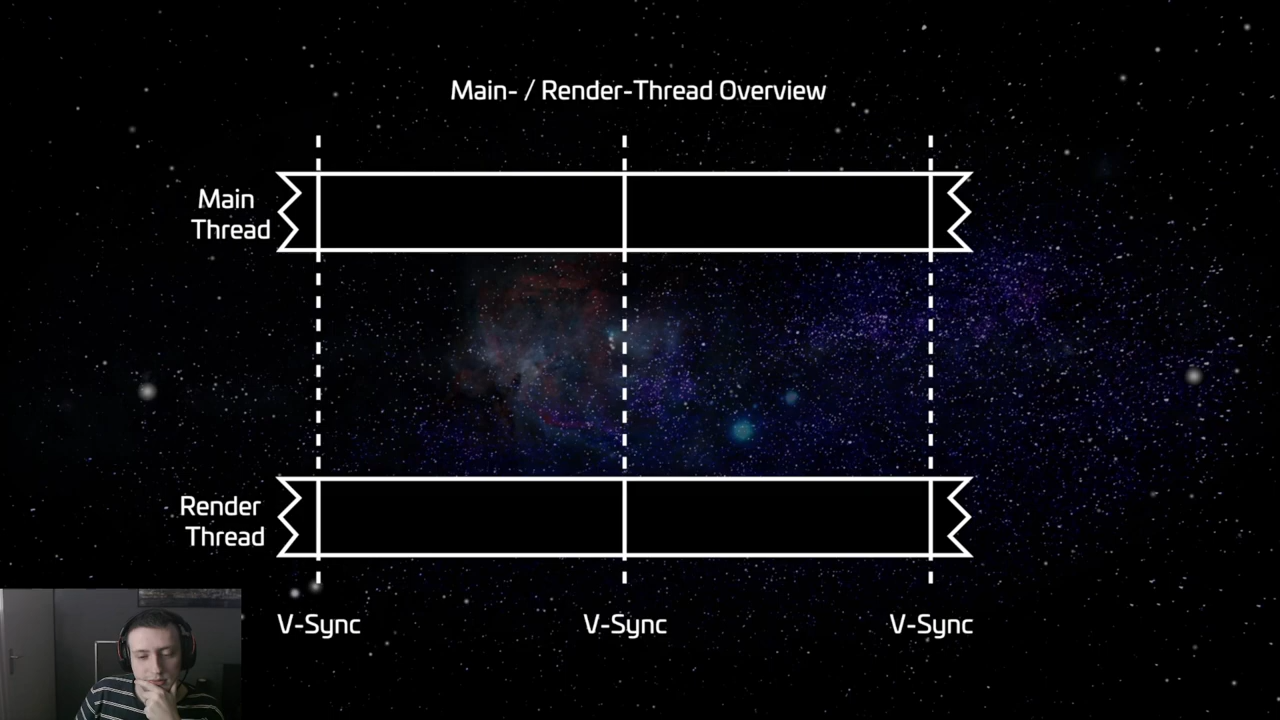 Main- / Render-Thread Overview
Main
Thread
Render
Thread
V-Sync
V-Sync
V-Sync